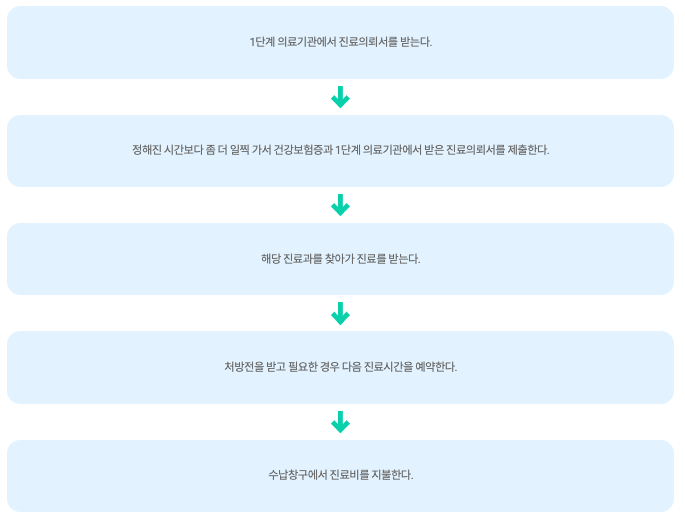 1단계 의료기관에서 진료의뢰서를 받는다.
정해진 시간보다 좀 더 일찍 가서 건강보험증과 1단계 의료기관에서 받은 진료의뢰서를 제출한다.
해당 진료과를 찾아가 진료를 받는다.
처방전을 받고 필요한 경우 다음 진료시간을 예약한다.
수납창구에서 진료비를 지불한다.